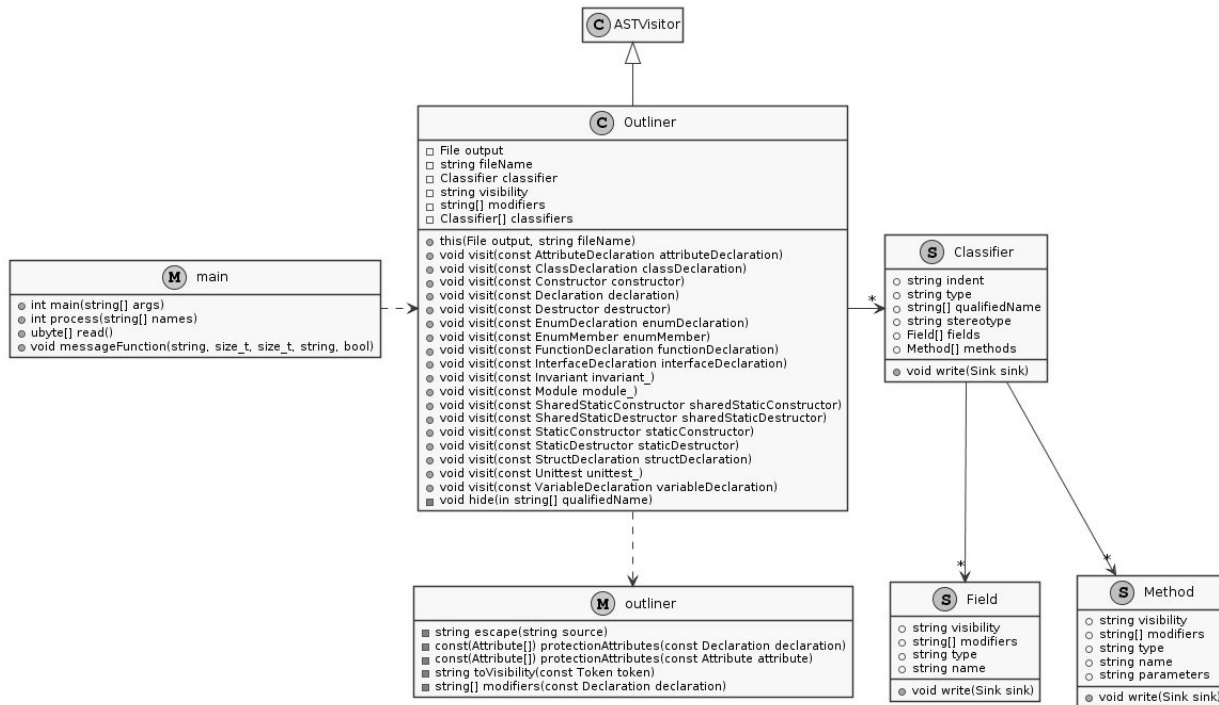 C ASTVisitor
C Outliner
File output
string fileName
Classifier classifier
string visibility
string[] modifiers
Classifier[] classifiers
this(File output, string fileName)
void visit(const AttributeDeclaration attributeDeclaration)
void visit(const ClassDeclaration classDeclaration)
void visit(const Constructor constructor)
void visit(const Declaration declaration)
void visit(const Destructor destructor)
void visit(const EnumDeclaration enumDeclaration)
void visit(const EnumMember enumMember)
void visit(const FunctionDeclaration functionDeclaration)
void visit(const InterfaceDeclaration interfaceDeclaration)
void visit(const Invariant invariant_)
void visit(const Module module_)
void visit(const SharedStaticConstructor sharedStaticConstructor)
void visit(const SharedStaticDestructor sharedStaticDestructor)
void visit(const StaticConstructor staticConstructor)
void visit(const StaticDestructor staticDestructor)
void visit(const StructDeclaration structDeclaration)
void visit(const Unittest unittest_)
void visit(const VariableDeclaration variableDeclaration)
void hide(in string[] qualifiedName)
M main
int main(string[] args)
int process(string[] names)
ubyte[] read()
void messageFunction(string, size_t, size_t, string, bool)
*
S Classifier
string indent
string type
string[] qualifiedName
string stereotype
Field[] fields
Method[] methods
void write(Sink sink)
M outliner
string escape(string source)
const(Attribute[]) protectionAttributes(const Declaration declaration)
const(Attribute[]) protectionAttributes(const Attribute attribute)
string toVisibility(const Token token)
string[] modifiers(const Declaration declaration)
*
S Field
string visibility
string[] modifiers
string type
string name
void write(Sink sink)
*
S Method
string visibility
string[] modifiers
string type
string name
string parameters
void write(Sink sink)